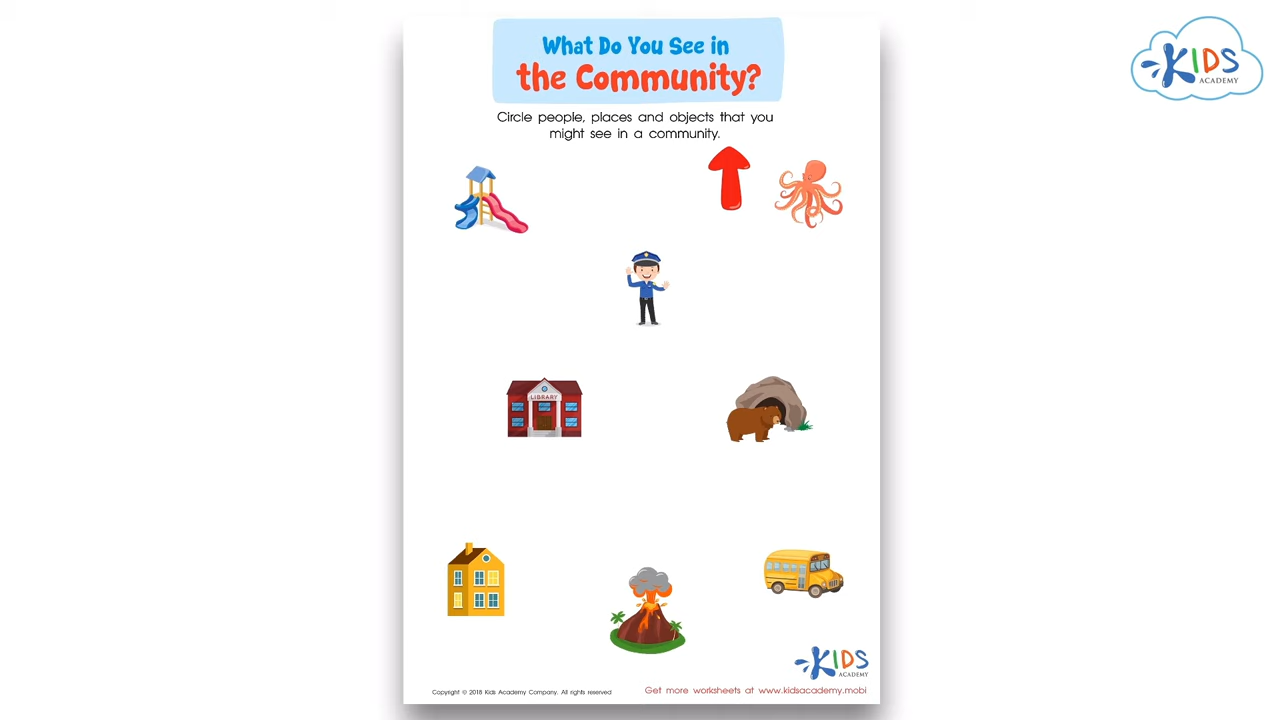 What Do You See in
the Community?
KIDS
ACADEMY
Circle people, places and objects that you
might see in a community.
LIBRARY
KIDS
ACADEMY
Copyright © 2018 Kids Academy Company. All rights reserved
Get more worksheets at www.kidsacademy.mobi